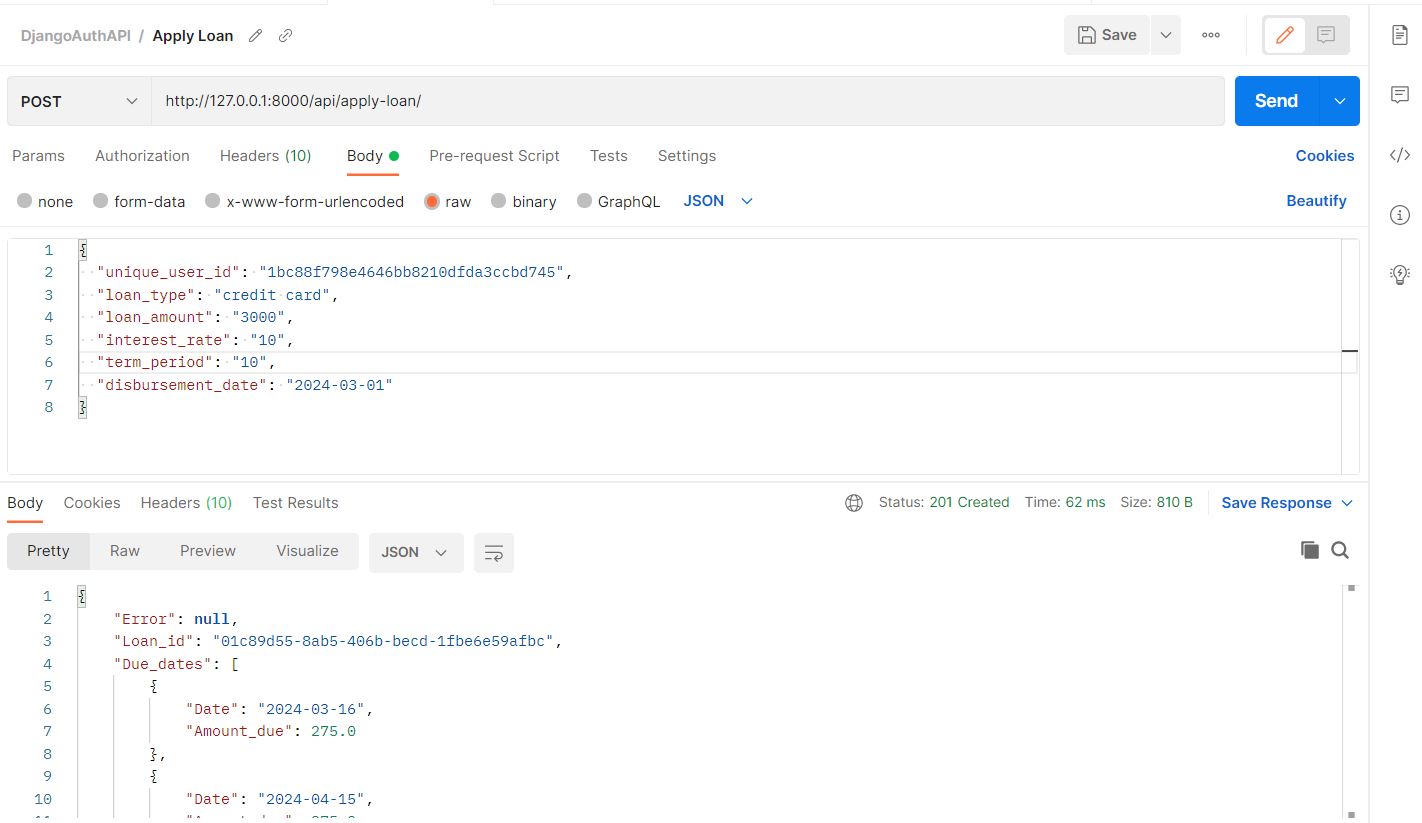 DjangoAuthAPI / Apply Loan
Save
POST http://127.0.0.1:8000/api/apply-loan/ Send
Params Authorization Headers (10) Body Pre-request Script Tests Settings Cookies
none form-data x-www-form-urlencoded raw binary GraphQL JSON Beautify
1 {
2 "unique_user_id": "1bc88f798e4646bb8210dfda3ccbd745",
3 "loan_type": "credit card",
4 "loan_amount": "3000",
5 "interest_rate": "10",
6 "term_period": "10",
7 "disbursement_date": "2024-03-01"
8 }
Body Cookies Headers (10) Test Results Status: 201 Created Time: 62 ms Size: 810 B Save Response
Pretty Raw Preview Visualize JSON
1 {
2 "Error": null,
3 "Loan_id": "01c89d55-8ab5-406b-becd-1fbe6e59afbc",
4 "Due_dates": [
5 {
6 "Date": "2024-03-16",
7 "Amount_due": 275.0
8 },
9 {
10 "Date": "2024-04-15",